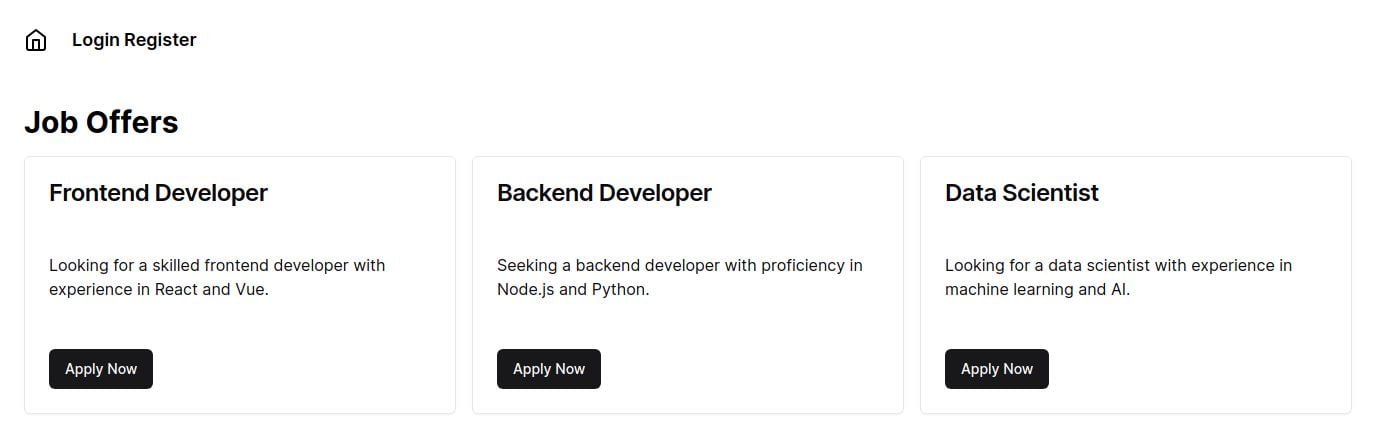 Login Register
Job Offers
Frontend Developer
Looking for a skilled frontend developer with
experience in React and Vue.
Apply Now
Backend Developer
Seeking a backend developer with proficiency in
Node.js and Python.
Apply Now
Data Scientist
Looking for a data scientist with experience in
machine learning and AI.
Apply Now